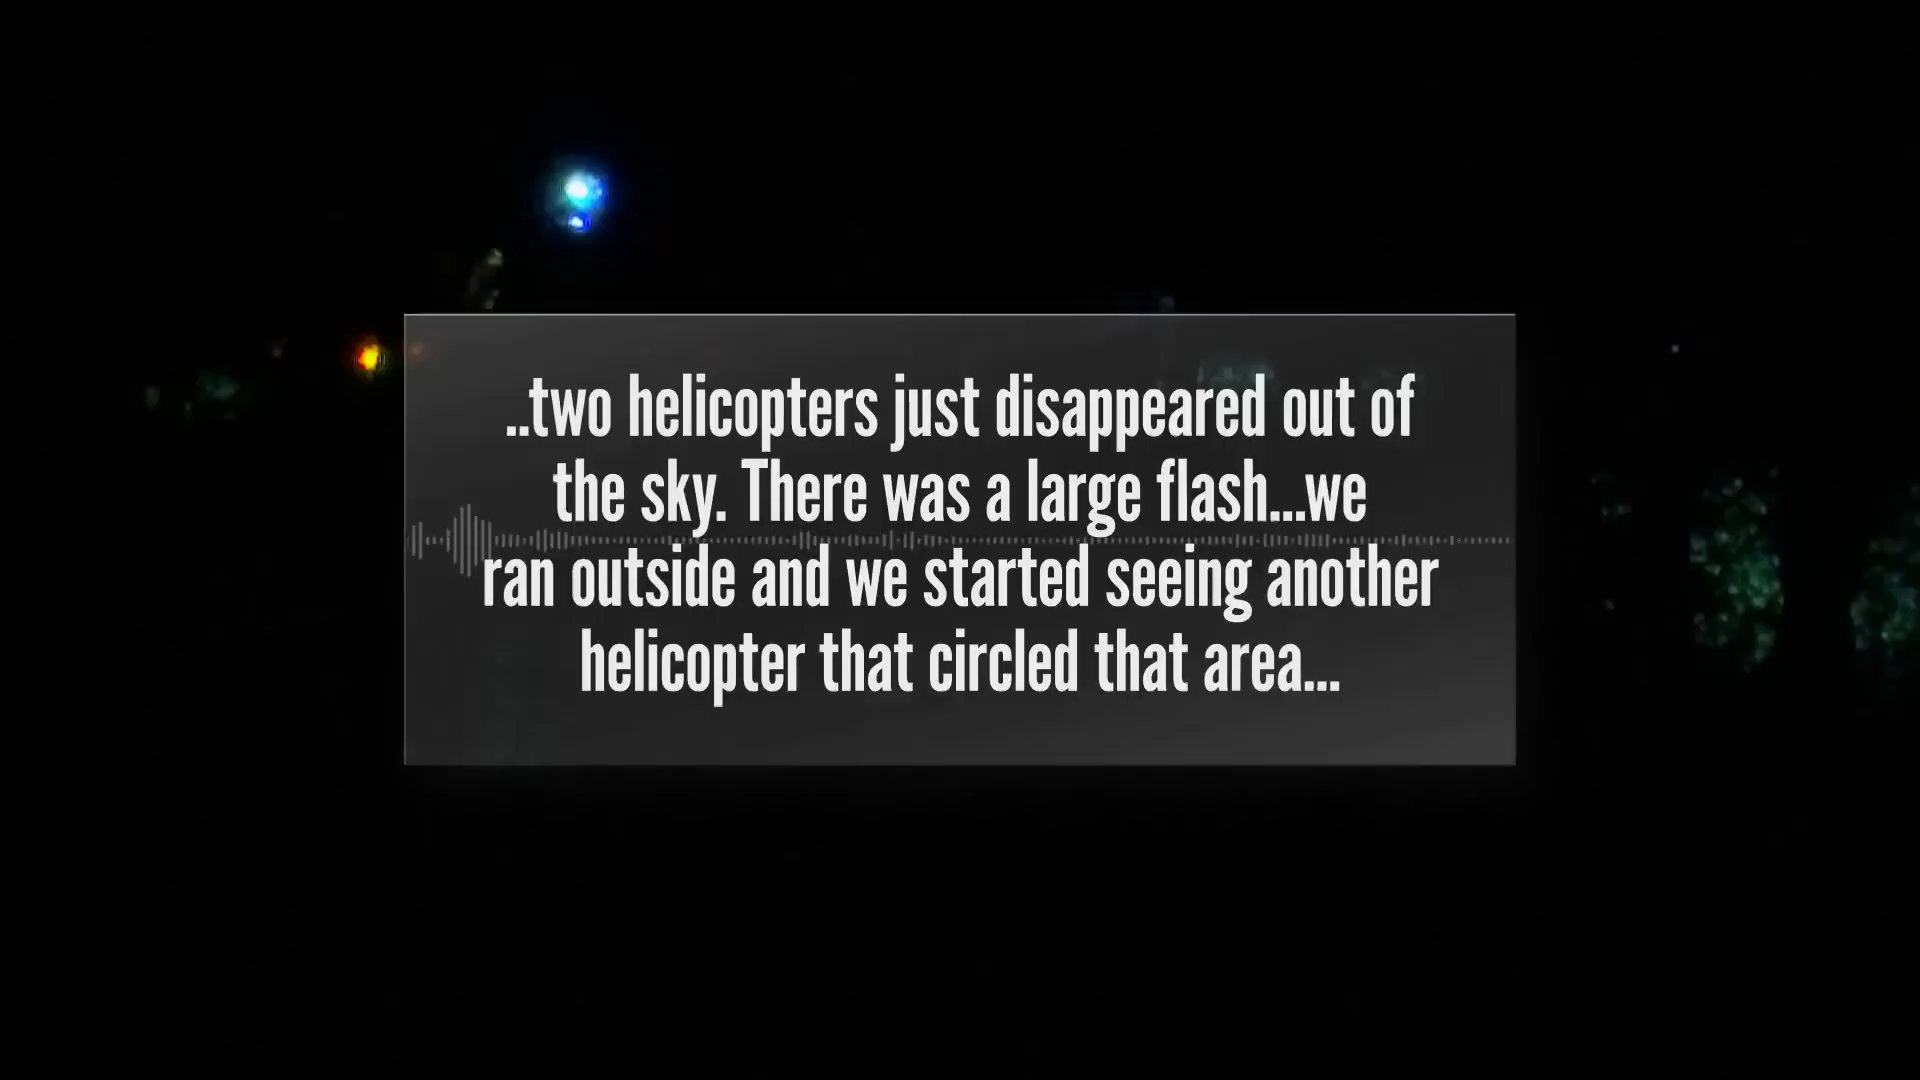 ..two helicopters just disappeared out of
the sky. There was a large flash...we
ran outside and we started seeing another
helicopter that circled that area...